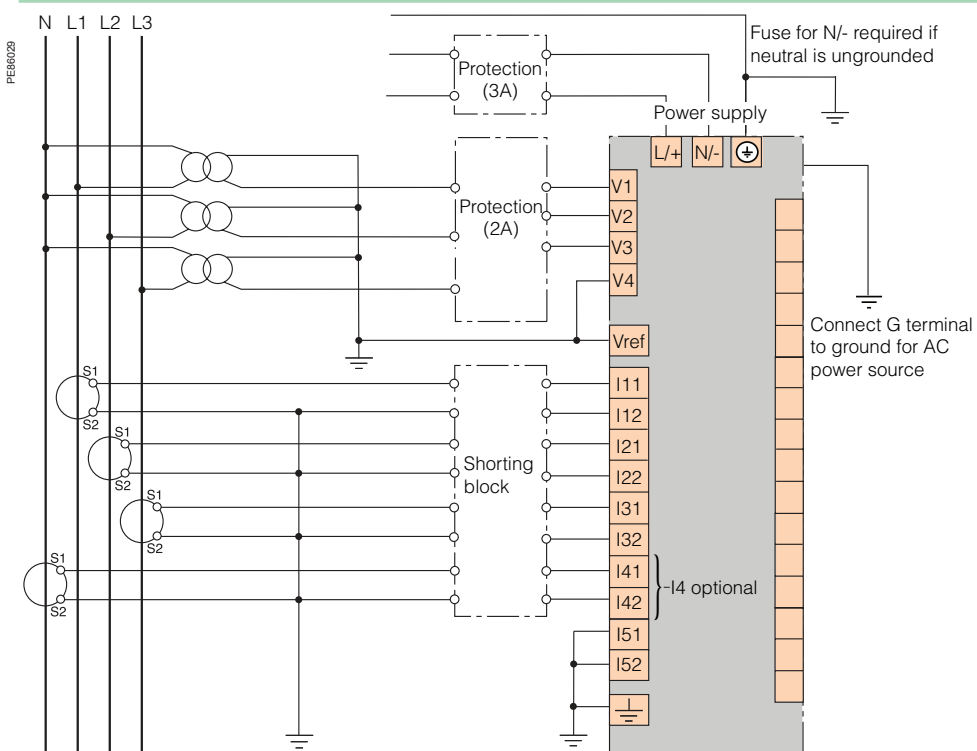 N L1 L2 L3
PE86029
Fuse for N/- required if
neutral is ungrounded
Protection
(3A)
Power supply
L/+ N/-
Protection
(2A)
V1
V2
V3
V4
Vref
Connect G terminal
to ground for AC
power source
S1
S2
S1
S2
S1
S2
S1
S2
Shorting
block
I11
I12
I21
I22
I31
I32
I41
I42
I4 optional
I51
I52